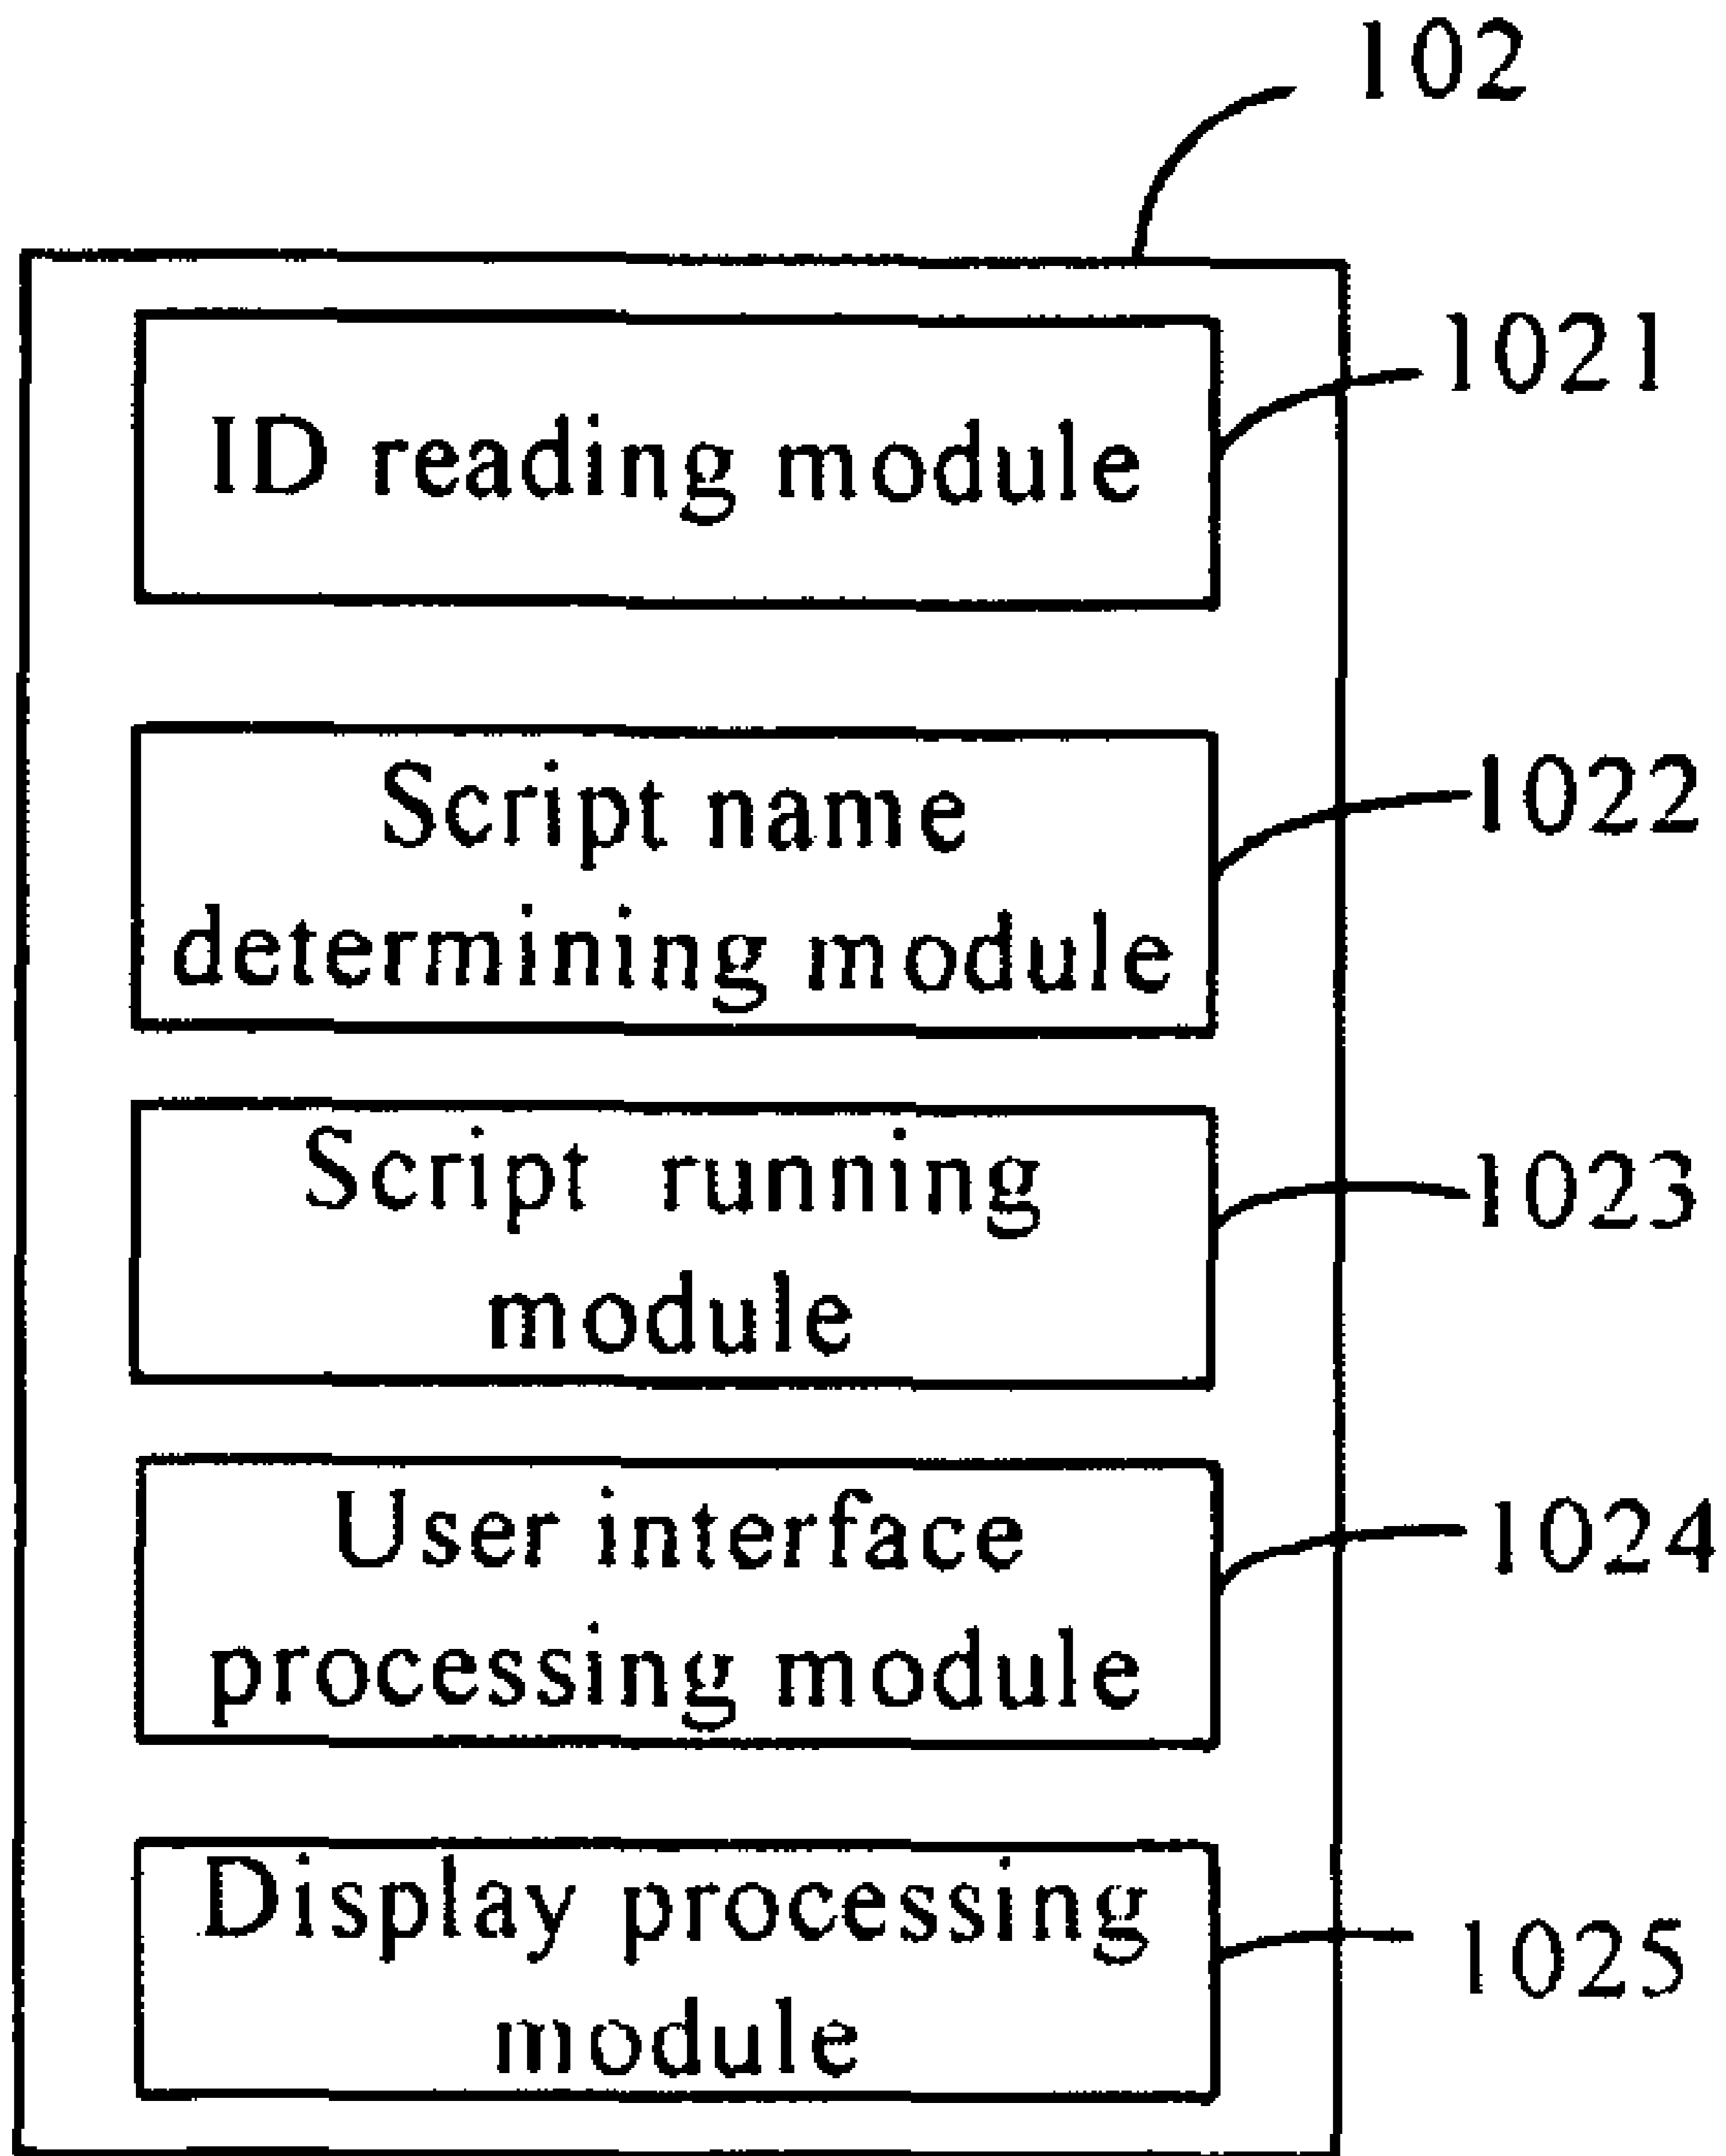 102
ID reading module
1021
Script name
determining module
1022
Script running
module
1023
User interface
processing module
1024
Display processing
module
1025